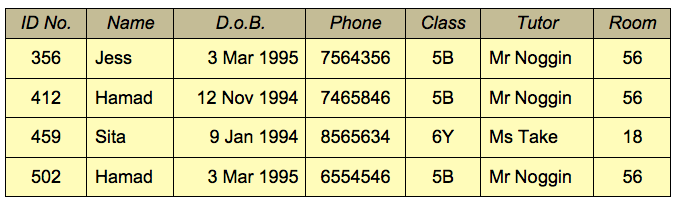 ID No. Name D.o.B. Phone Class Tutor Room
356 Jess 3 Mar 1995 7564356 5B Mr Noggin 56
412 Hamad 12 Nov 1994 7465846 5B Mr Noggin 56
459 Sita 9 Jan 1994 8565634 6Y Ms Take 18
502 Hamad 3 Mar 1995 6554546 5B Mr Noggin 56